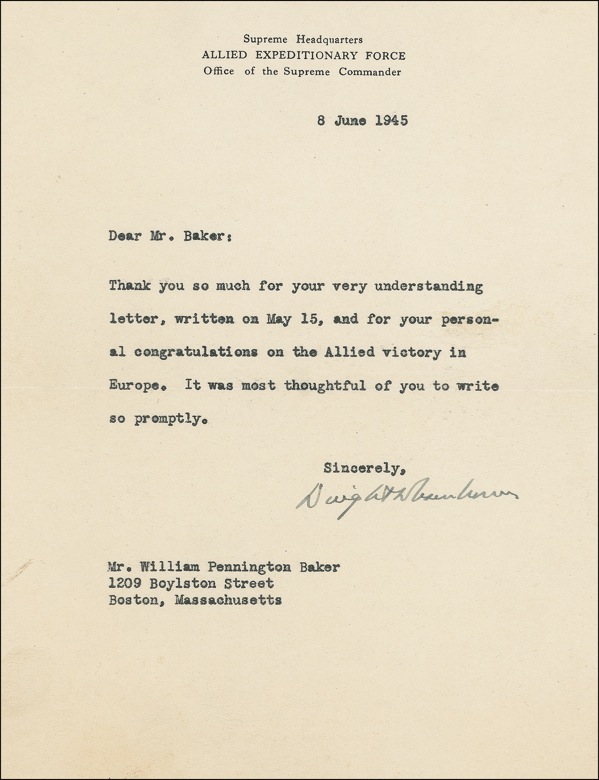 Supreme Headquarters
ALLIED EXPEDITIONARY FORCE
Office of the Supreme Commander
8 June 1945
Dear Mr. Baker:
Thank you so much for your very understanding
letter, written on May 15, and for your person-
al congratulations on the Allied victory in
Europe. It was most thoughtful of you to write
so promptly.
Sincerely,
Dwight D Eisenhower
Mr. William Pennington Baker
1209 Boylston Street
Boston, Massachusetts